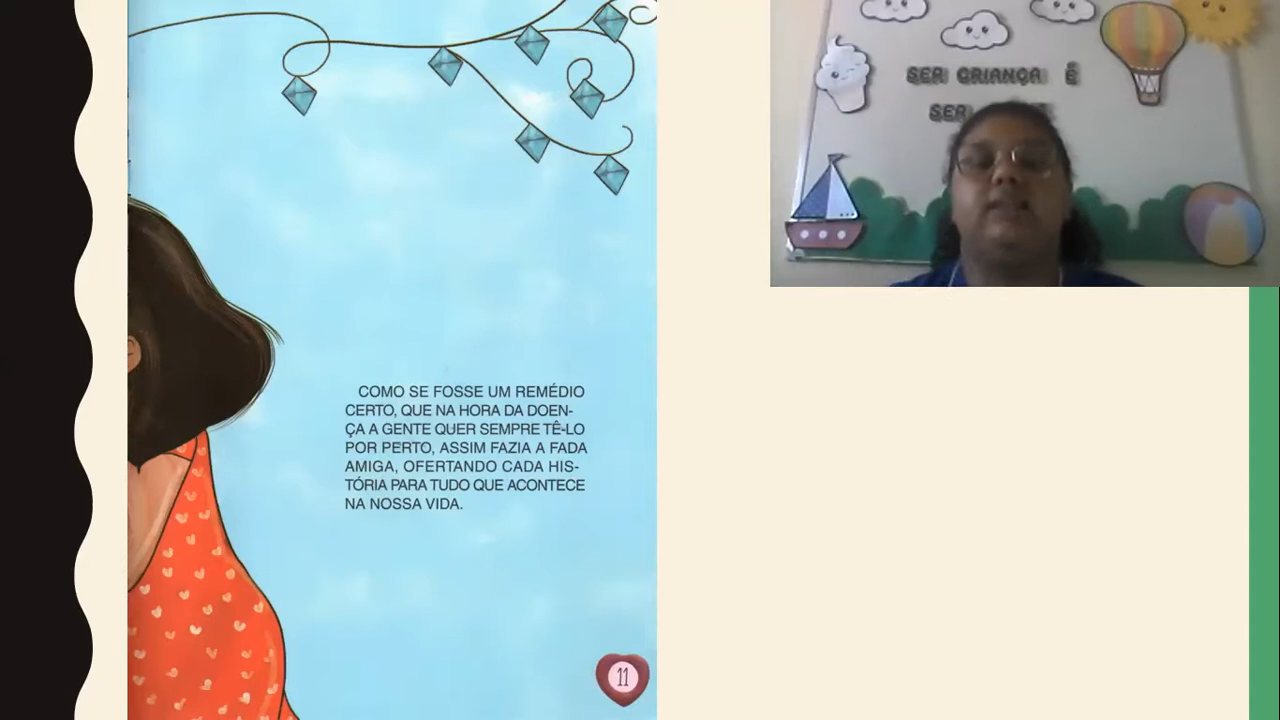 COMO SE FOSSE UM REMÉDIO
CERTO, QUE NA HORA DA DOEN-
ÇA A GENTE QUER SEMPRE TÊ-LO
POR PERTO, ASSIM FAZIA A FADA
AMIGA, OFERTANDO CADA HIS-
TÓRIA PARA TUDO QUE ACONTECE
NA NOSSA VIDA.
11
SER CRIANÇA É
SER